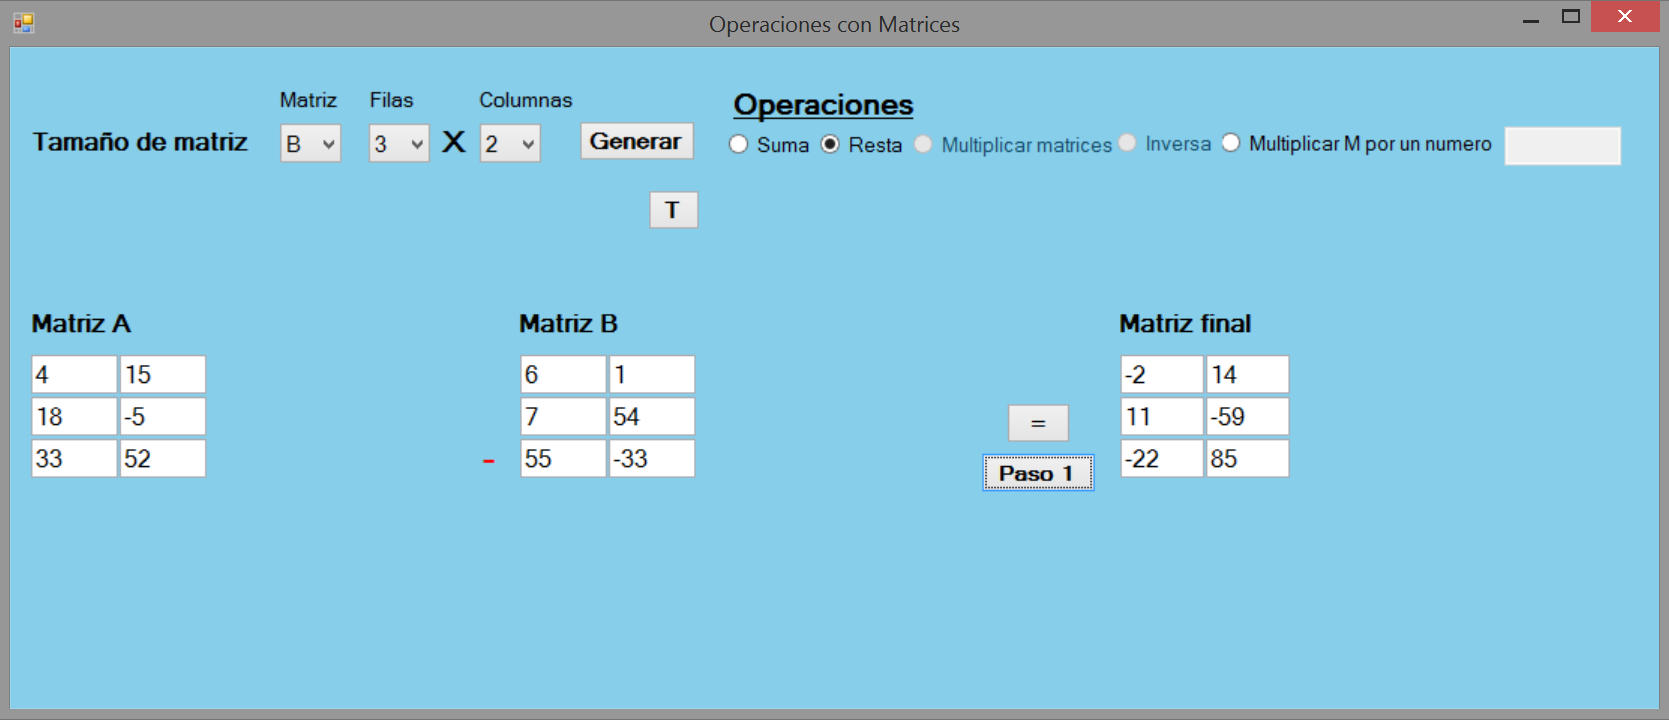 Operaciones con Matrices
Matriz Filas Columnas
Operaciones
Tamaño de matriz B 3 X 2 Generar
Suma Resta Multiplicar matrices Inversa Multiplicar M por un numero
T
Matriz A Matriz B Matriz final
4 15 6 1 -2 14
18 -5 7 54 = 11 -59
33 52 - 55 -33 -22 85
Paso 1